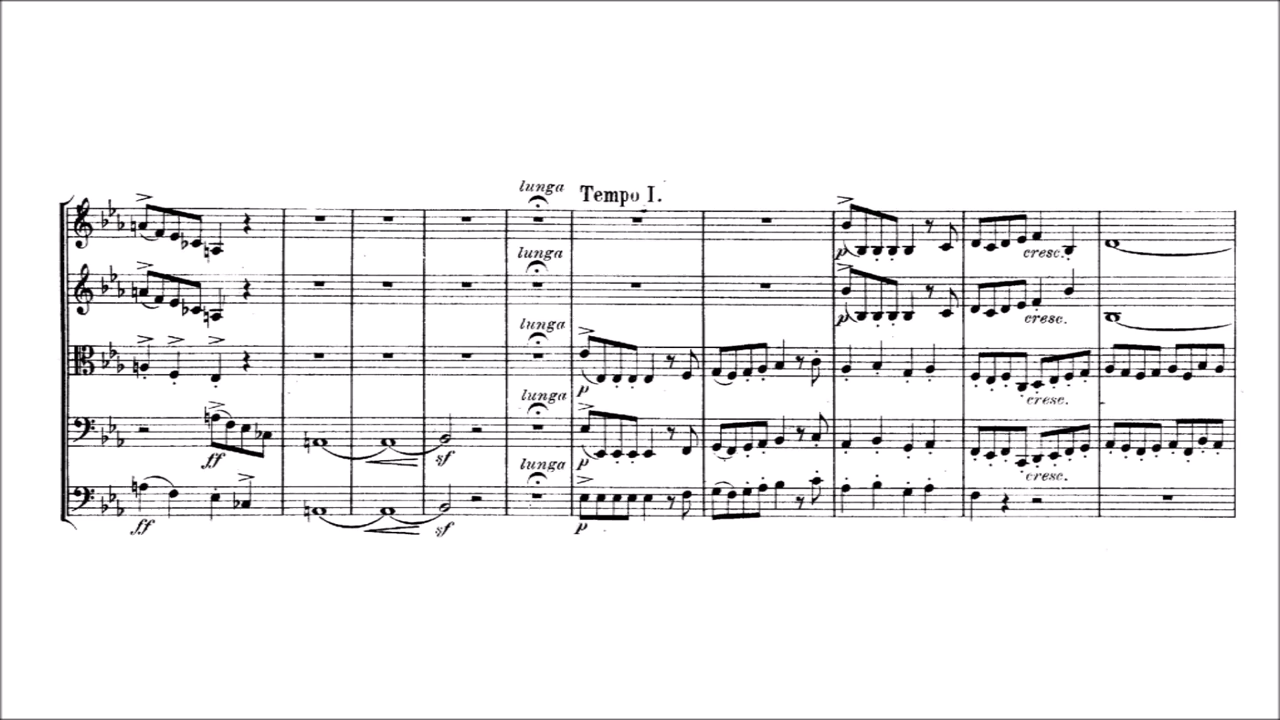 lunga Tempo I.
lunga
p cresc.
p cresc.
lunga
p
cresc.
lunga
ff sf p
cresc.
lunga
ff sf p